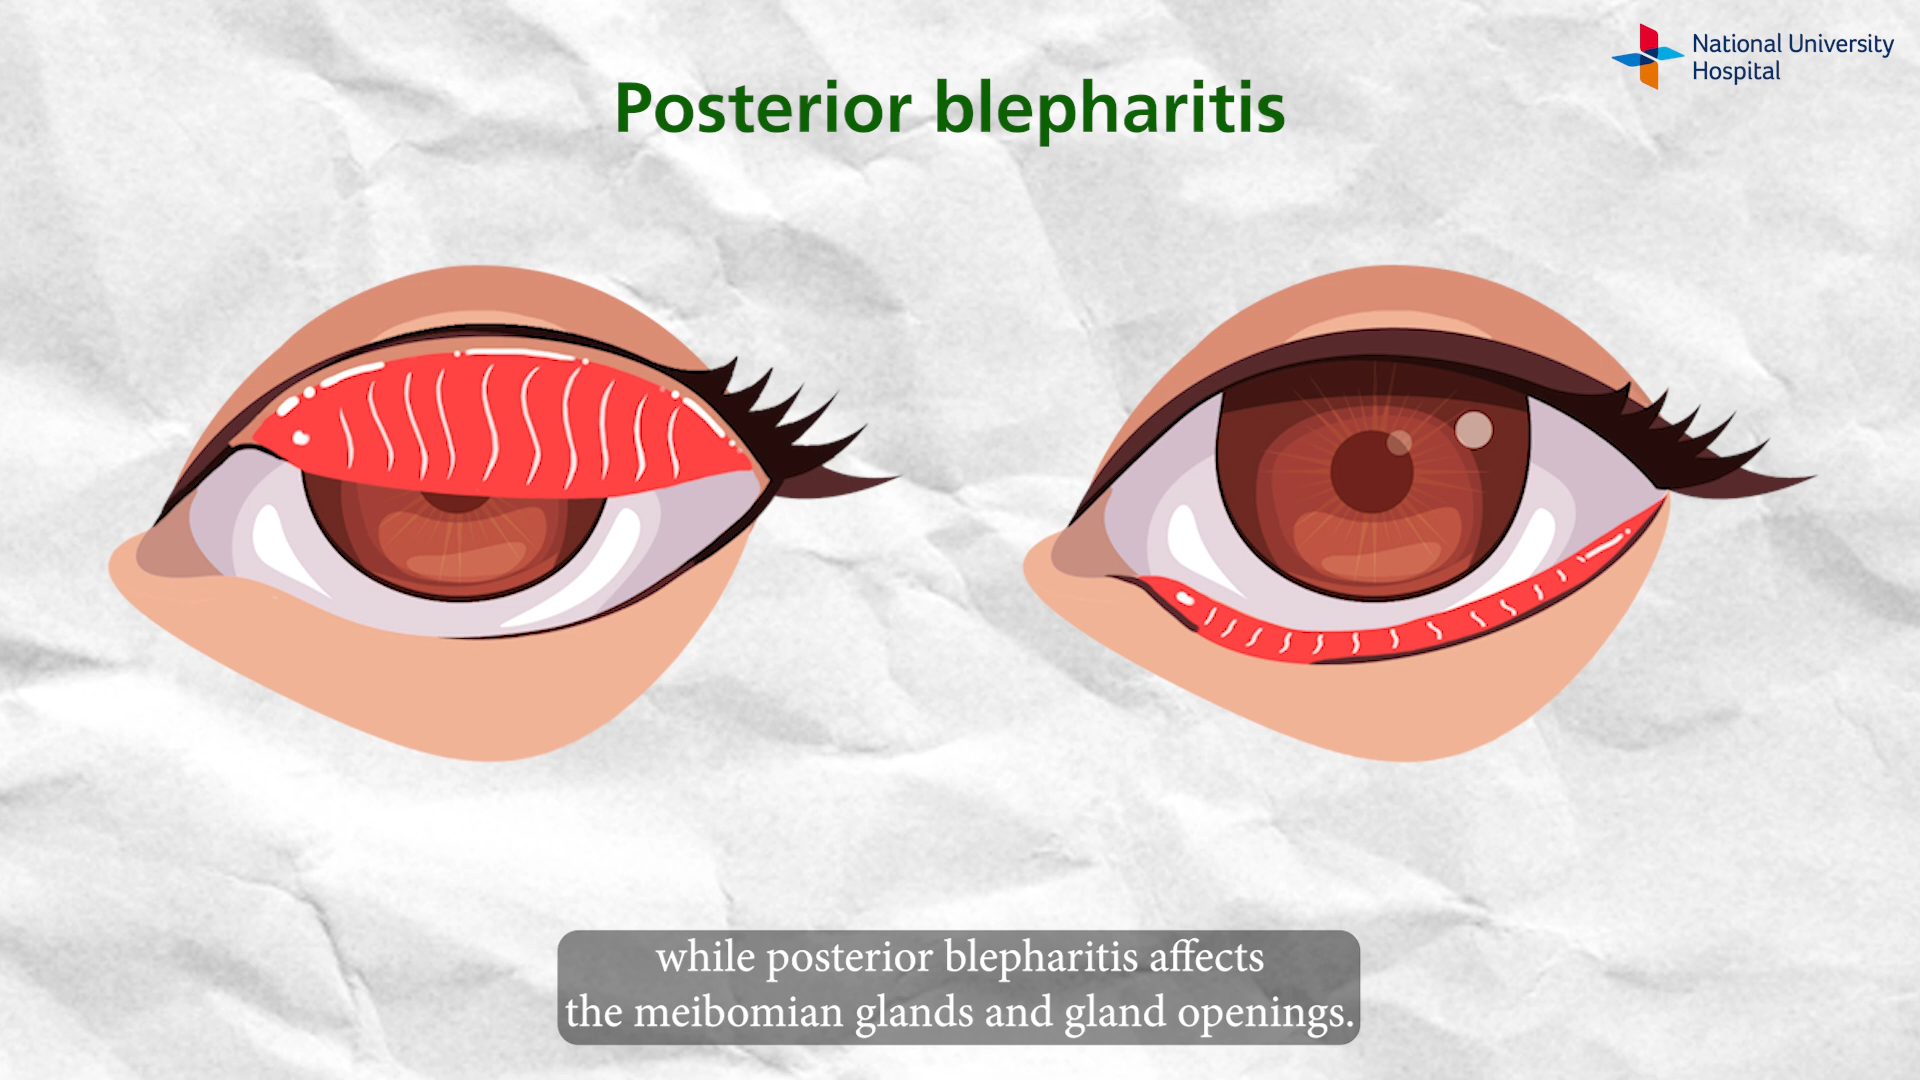 National University
Hospital
Posterior blepharitis
while posterior blepharitis affects
the meibomian glands and gland openings.